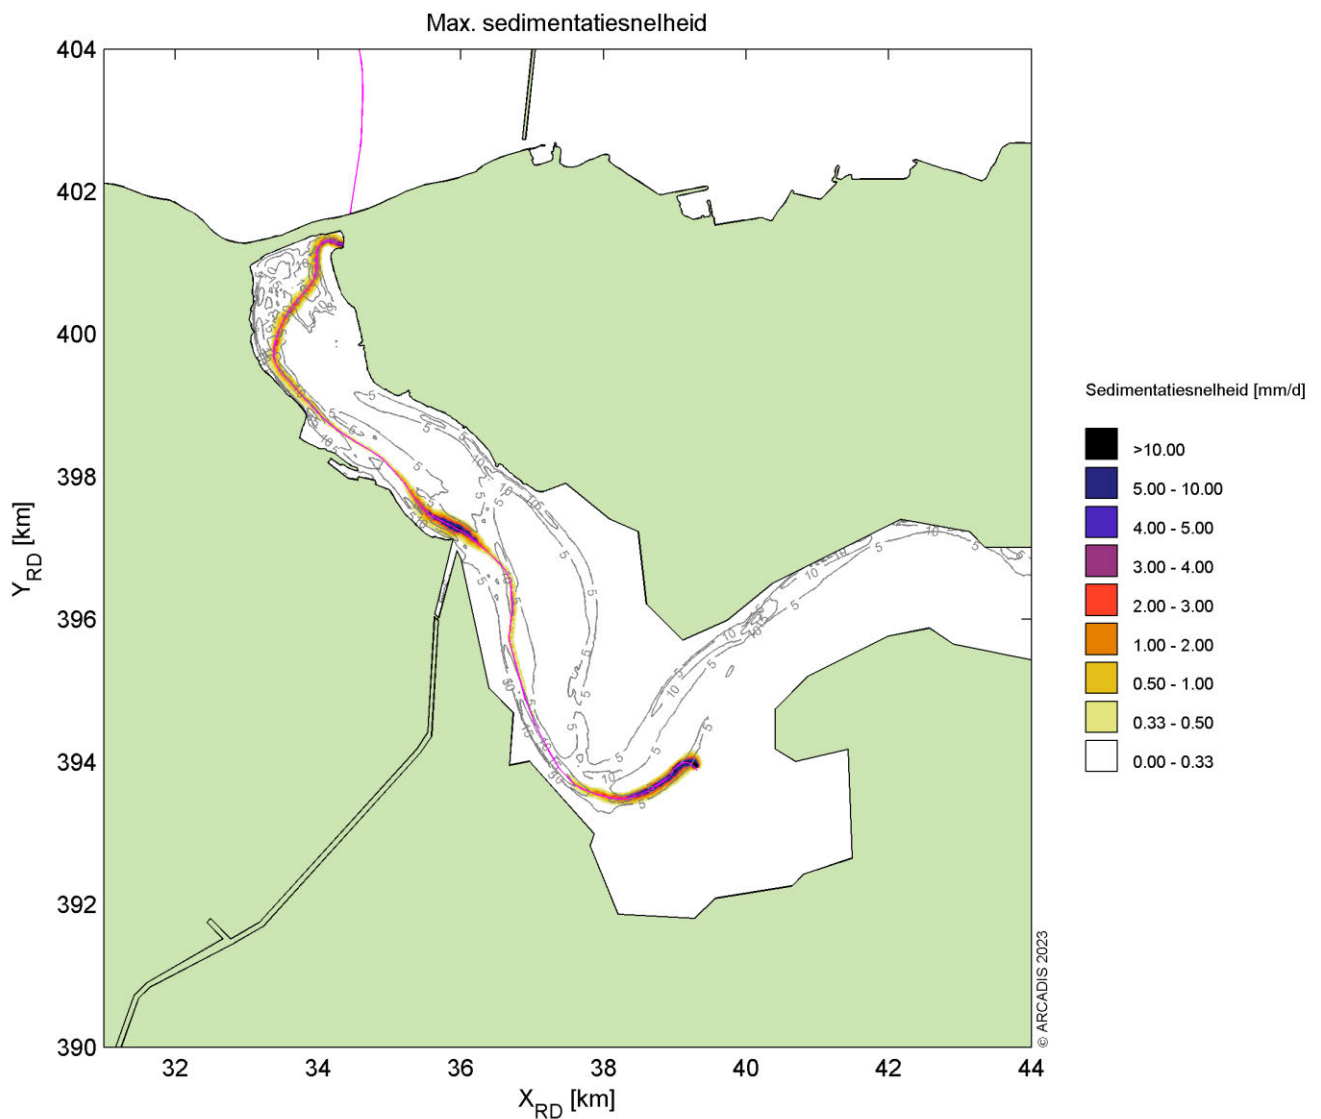 Max. sedimentatiesnelheid
404
402
400
398
396
394
392
390
Y_RD [km]
32
34
36
38
40
42
44
X_RD [km]
Sedimentatiesnelheid [mm/d]
>10.00
5.00 - 10.00
4.00 - 5.00
3.00 - 4.00
2.00 - 3.00
1.00 - 2.00
0.50 - 1.00
0.33 - 0.50
0.00 - 0.33
© ARCADIS 2023